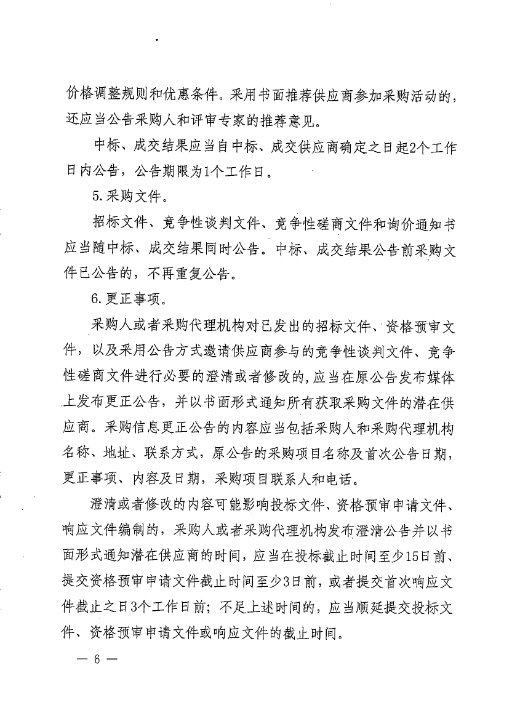 价格调整规则和优惠条件。采用书面推荐供应商参加采购活动的，
还应当公告采购人和评审专家的推荐意见。
中标、成交结果应当自中标、成交供应商确定之日起2个工作
日内公告，公告期限为1个工作日。
5.采购文件。
招标文件、竞争性谈判文件、竞争性磋商文件和询价通知书
应当随中标、成交结果同时公告。中标、成交结果公告前采购文
件已公告的，不再重复公告。
6.更正事项。
采购人或者采购代理机构对已发出的招标文件、资格预审文
件，以及采用公告方式邀请供应商参与的竞争性谈判文件、竞争
性磋商文件进行必要的澄清或者修改的，应当在原公告发布媒体
上发布更正公告，并以书面形式通知所有获取采购文件的潜在供
应商。采购信息更正公告的内容应当包括采购人和采购代理机构
名称、地址、联系方式，原公告的采购项目名称及首次公告日期，
更正事项、内容及日期，采购项目联系人和电话。
澄清或者修改的内容可能影响投标文件、资格预审申请文件、
响应文件编制的，采购人或者采购代理机构发布澄清公告并以书
面形式通知潜在供应商的时间，应当在投标截止时间至少15日前、
提交资格预审申请文件截止时间至少3日前，或者提交首次响应文
件截止之日3个工作日前；不足上述时间的，应当顺延提交投标文
件、资格预审申请文件或响应文件的截止时间。
— 6 —